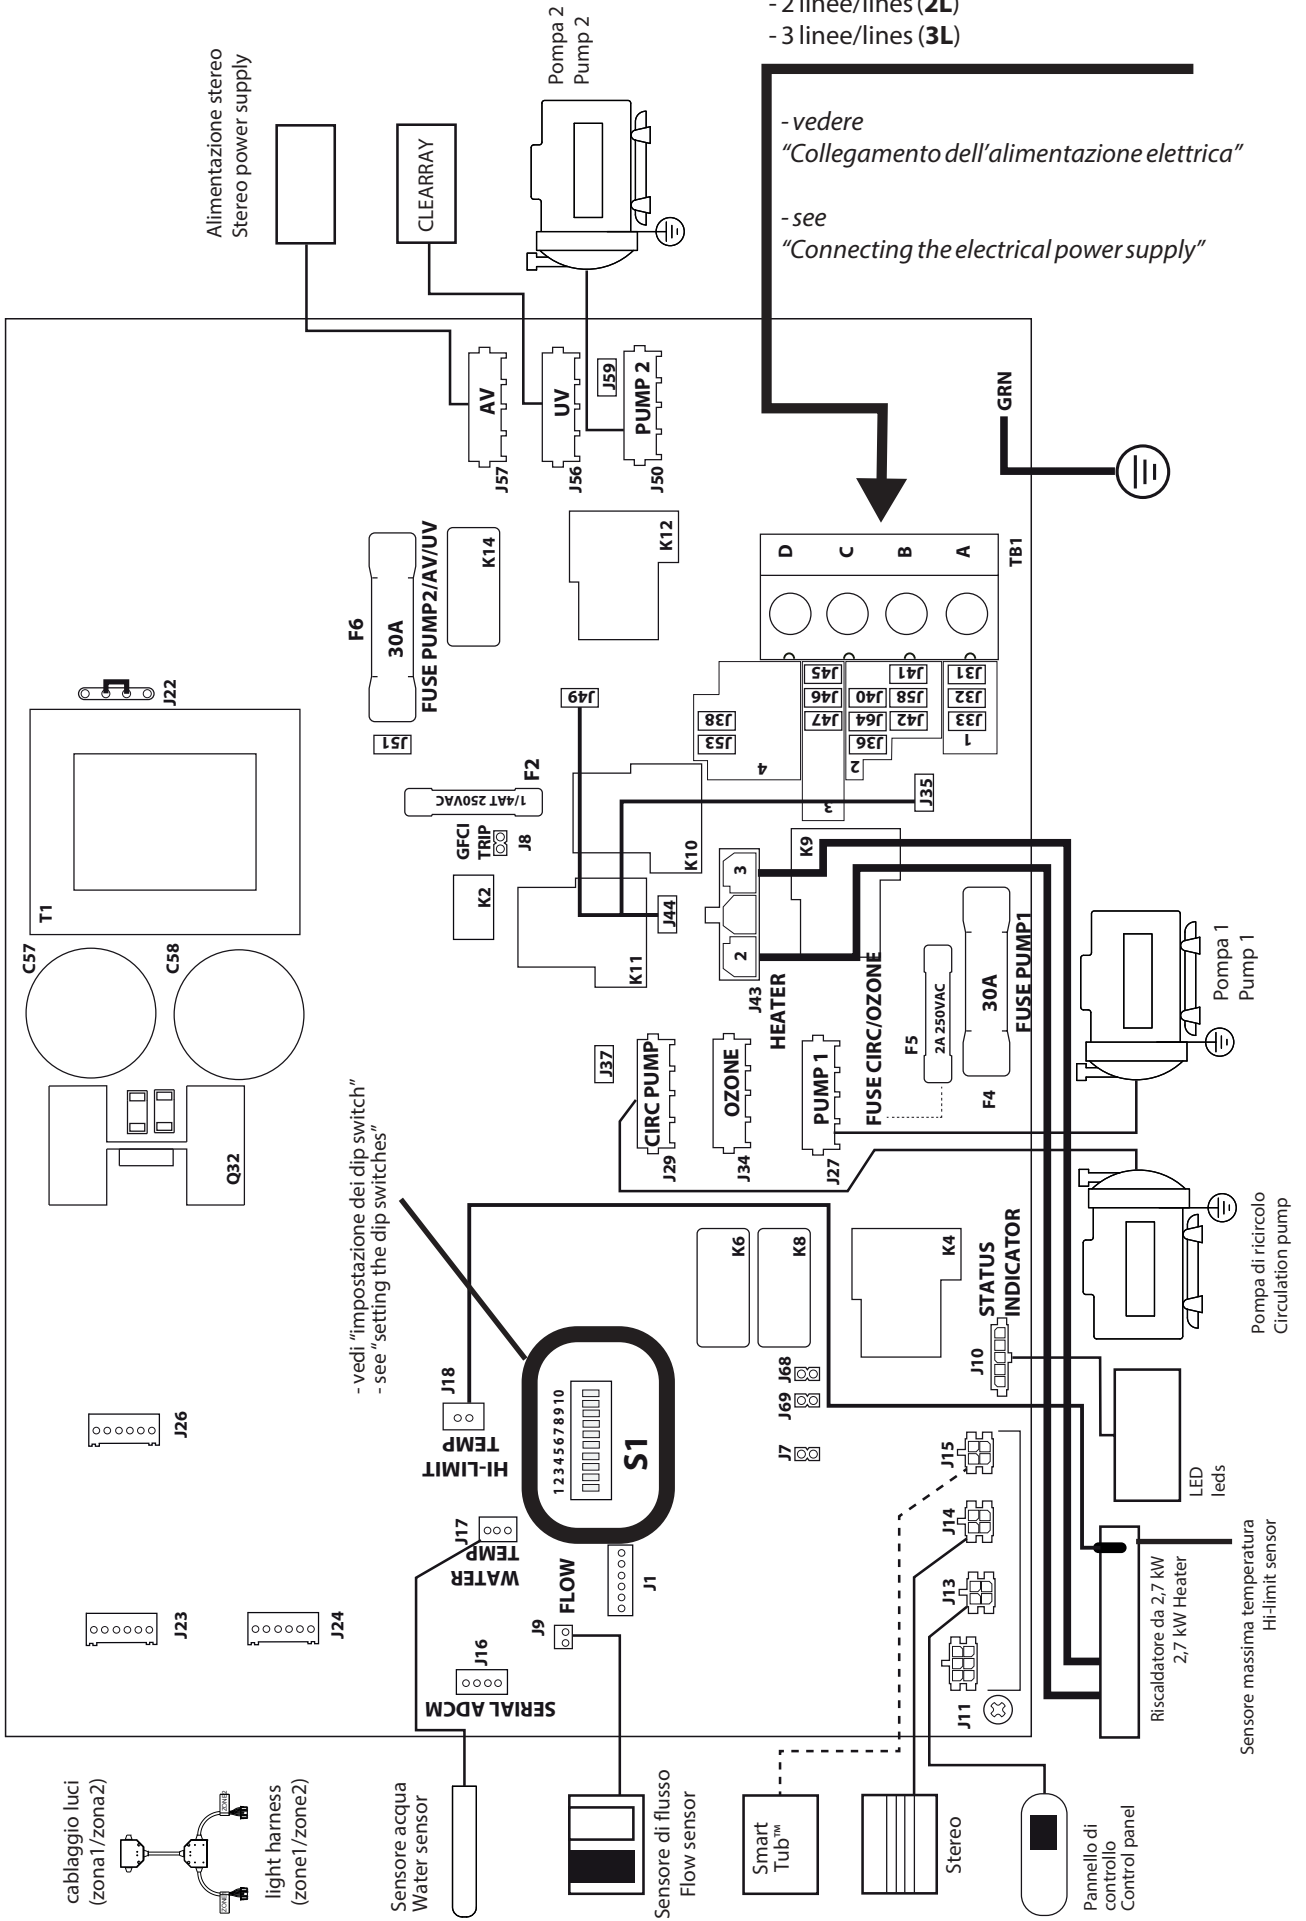 - 2 linee/lines (2L)
- 3 linee/lines (3L)
- vedere
"Collegamento dell'alimentazione elettrica"
- see
"Connecting the electrical power supply"
Alimentazione stereo
Stereo power supply
CLEARRAY
Pompa 2
Pump 2
AV
J57
UV
J56
J59
PUMP 2
J50
GRN
F6
30A
FUSE PUMP2/AV/UV
K14
K12
D
C
B
A
TB1
J22
T1
J51
F2
1/4AT 250VAC
GFCI
TRIP
J8
K2
J49
K10
K11
J44
J35
J38
J53
4
J45
J46
J47
3
J40
J64
J36
2
J41
J58
J42
J31
J32
J33
1
K9
3
2
J43
HEATER
C57
C58
Q32
J37
CIRC PUMP
J29
OZONE
J34
PUMP 1
J27
FUSE CIRC/OZONE
F5
2A 250VAC
F4
30A
FUSE PUMP1
Pompa 1
Pump 1
- vedi "impostazione dei dip switch"
- see "setting the dip switches"
J26
J18
HI-LIMIT
TEMP
12345678910
S1
K6
K8
K4
J68
J69
J7
STATUS
INDICATOR
J10
Pompa di ricircolo
Circulation pump
LED
leds
J23
J24
J17
WATER
TEMP
J9
FLOW
J1
J16
SERIAL ADCM
J15
J14
J13
J11
Riscaldatore da 2,7 kW
2,7 kW Heater
Sensore massima temperatura
Hi-limit sensor
cablaggio luci
(zona1/zona2)
light harness
(zone1/zone2)
Sensore acqua
Water sensor
Sensore di flusso
Flow sensor
Smart
Tub™
Stereo
Pannello di
controllo
Control panel